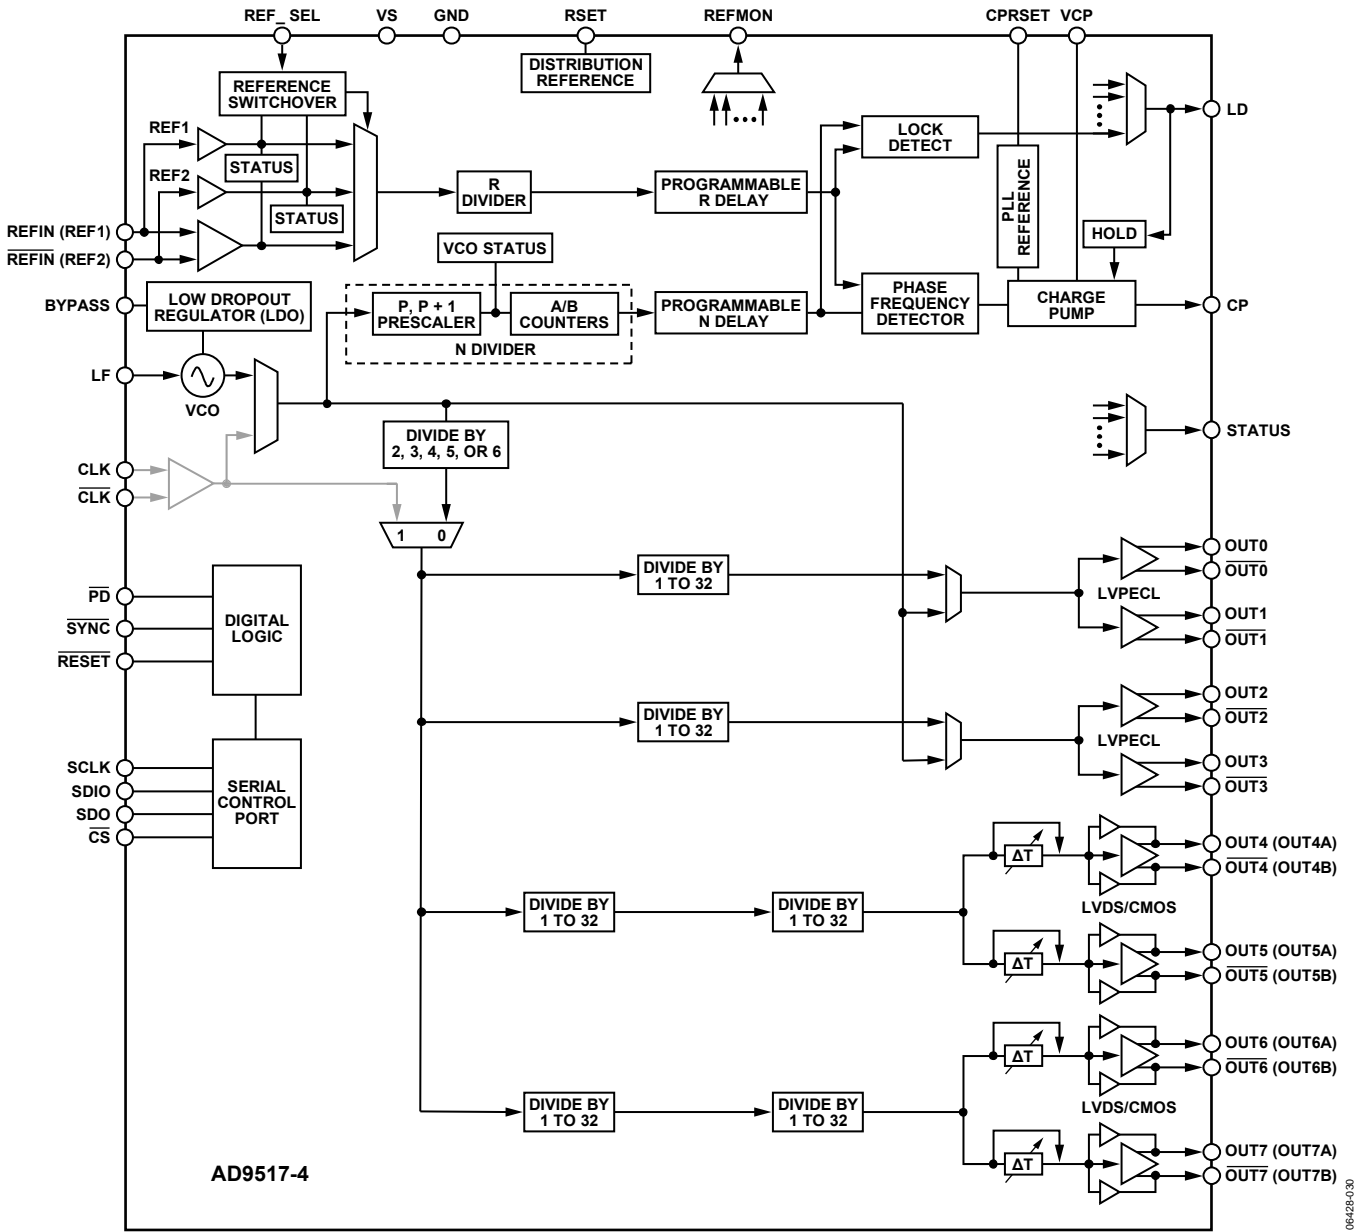 REF_ SEL
VS
GND
RSET
REFMON
CPRSET
VCP
DISTRIBUTION
REFERENCE
REFERENCE
SWITCHOVER
REF1
STATUS
REF2
STATUS
REFIN (REF1)
REFIN (REF2)
R
DIVIDER
PROGRAMMABLE
R DELAY
LOCK
DETECT
LD
PLL
REFERENCE
HOLD
VCO STATUS
BYPASS
LOW DROPOUT
REGULATOR (LDO)
P, P + 1
PRESCALER
A/B
COUNTERS
N DIVIDER
PROGRAMMABLE
N DELAY
PHASE
FREQUENCY
DETECTOR
CHARGE
PUMP
CP
LF
VCO
STATUS
DIVIDE BY
2, 3, 4, 5, OR 6
CLK
CLK
1 0
PD
SYNC
RESET
DIGITAL
LOGIC
DIVIDE BY
1 TO 32
LVPECL
OUT0
OUT0
OUT1
OUT1
DIVIDE BY
1 TO 32
LVPECL
OUT2
OUT2
OUT3
OUT3
SCLK
SDIO
SDO
CS
SERIAL
CONTROL
PORT
DIVIDE BY
1 TO 32
DIVIDE BY
1 TO 32
ΔT
OUT4 (OUT4A)
OUT4 (OUT4B)
LVDS/CMOS
ΔT
OUT5 (OUT5A)
OUT5 (OUT5B)
DIVIDE BY
1 TO 32
DIVIDE BY
1 TO 32
ΔT
OUT6 (OUT6A)
OUT6 (OUT6B)
LVDS/CMOS
ΔT
OUT7 (OUT7A)
OUT7 (OUT7B)
AD9517-4
06428-030